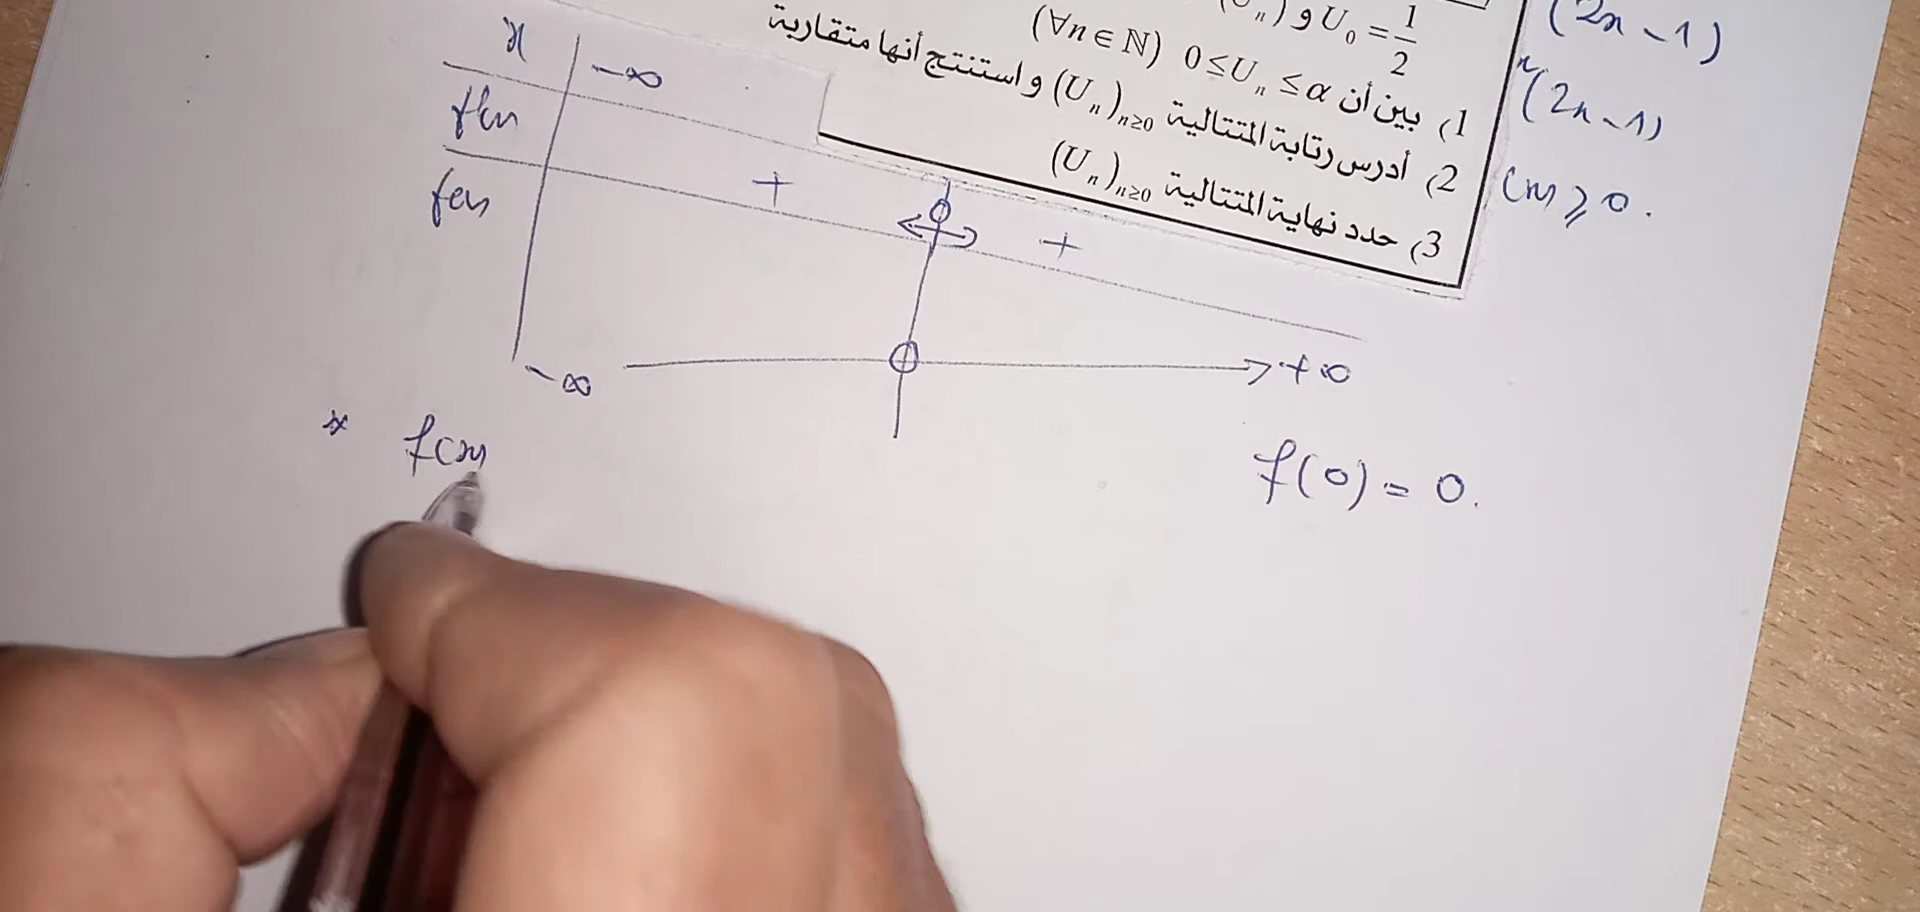 U₀ = 1/2 و
1) بين أن 0 ≤ Uₙ ≤ α (∀n ∈ ℕ)
2) أدرس رتابة المتتالية (Uₙ)ₙ≥₀ و استنتج أنها متقاربة
3) حدد نهاية المتتالية (Uₙ)ₙ≥₀
(2x - 1)
(2x - 1)
(x) ≥ 0.
x -∞
f'(x) + 0 +
f(x) -∞ 0 +∞
* f(x)
f(0) = 0.